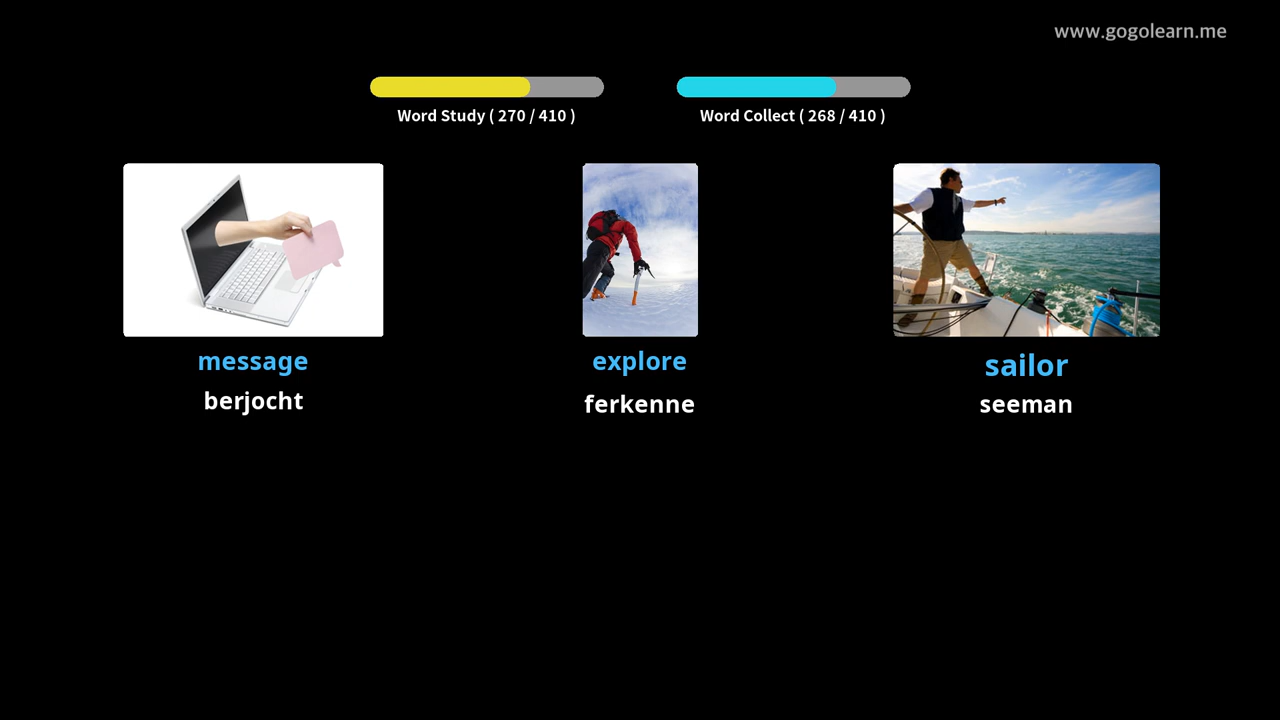 www.gogolearn.me
Word Study ( 270 / 410 )
Word Collect ( 268 / 410 )
message
berjocht
explore
ferkenne
sailor
seeman